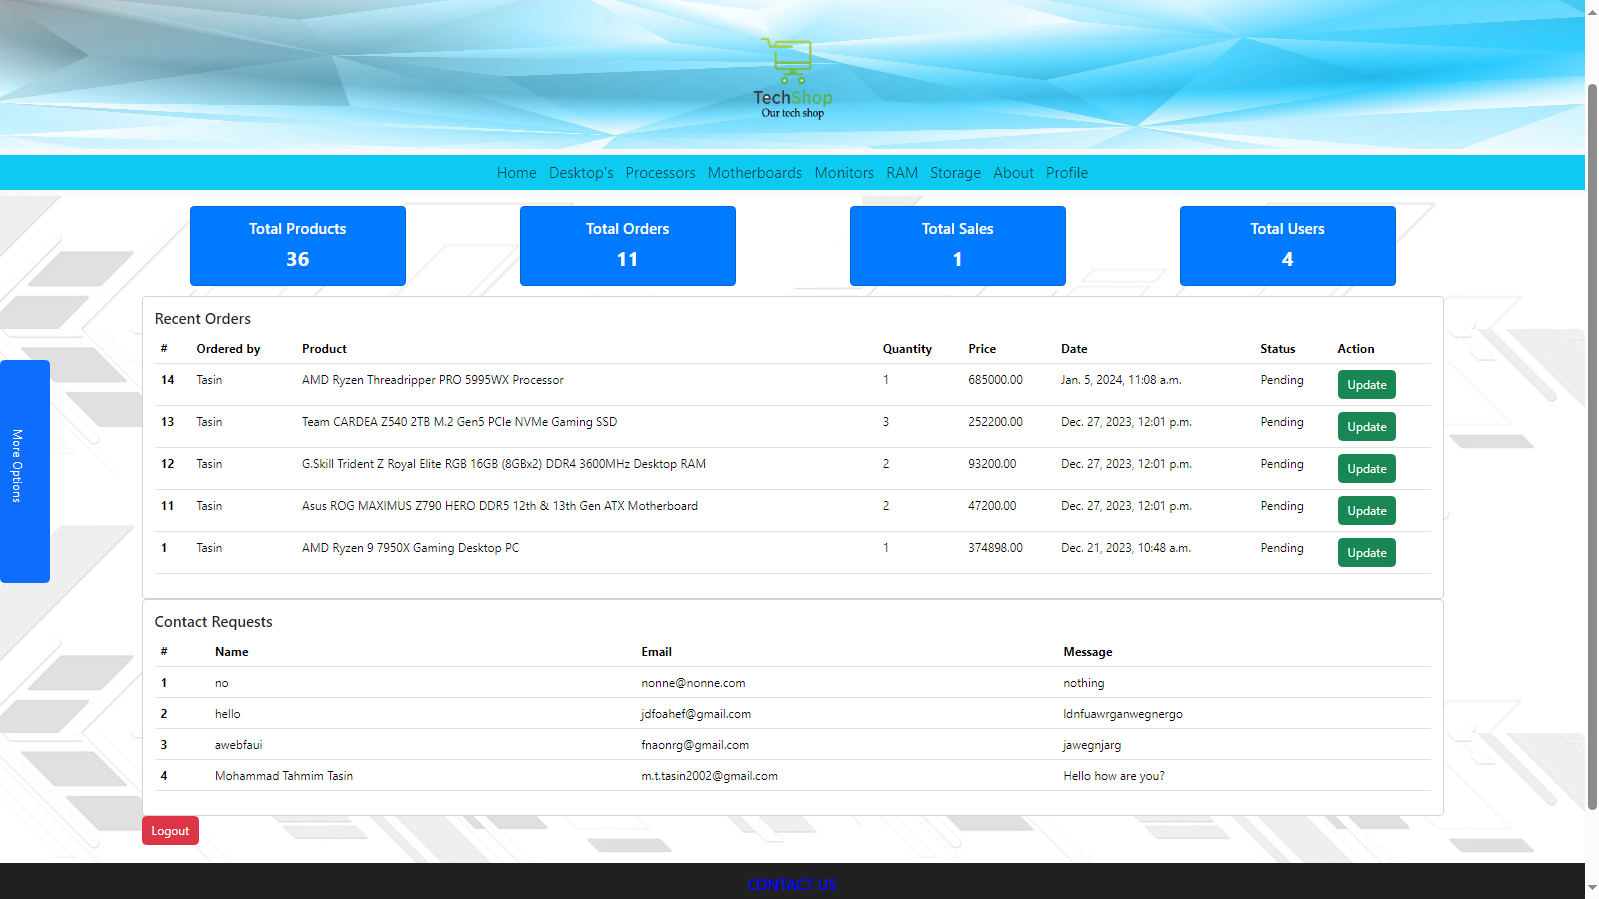 TechShop
Our tech shop
Home Desktop's Processors Motherboards Monitors RAM Storage About Profile
Total Products Total Orders Total Sales Total Users
36 11 1 4
Recent Orders
# Ordered by Product Quantity Price Date Status Action
14 Tasin AMD Ryzen Threadripper PRO 5995WX Processor 1 685000.00 Jan. 5, 2024, 11:08 a.m. Pending Update
13 Tasin Team CARDEA Z540 2TB M.2 Gen5 PCIe NVMe Gaming SSD 3 252200.00 Dec. 27, 2023, 12:01 p.m. Pending Update
12 Tasin G.Skill Trident Z Royal Elite RGB 16GB (8GBx2) DDR4 3600MHz Desktop RAM 2 93200.00 Dec. 27, 2023, 12:01 p.m. Pending Update
11 Tasin Asus ROG MAXIMUS Z790 HERO DDR5 12th & 13th Gen ATX Motherboard 2 47200.00 Dec. 27, 2023, 12:01 p.m. Pending Update
1 Tasin AMD Ryzen 9 7950X Gaming Desktop PC 1 374898.00 Dec. 21, 2023, 10:48 a.m. Pending Update
More Options
Contact Requests
# Name Email Message
1 no nonne@nonne.com nothing
2 hello jdfoahef@gmail.com ldnfuawrganwegnergo
3 awebfaui fnaonrg@gmail.com jawegnjarg
4 Mohammad Tahmim Tasin m.t.tasin2002@gmail.com Hello how are you?
Logout
CONTACT US